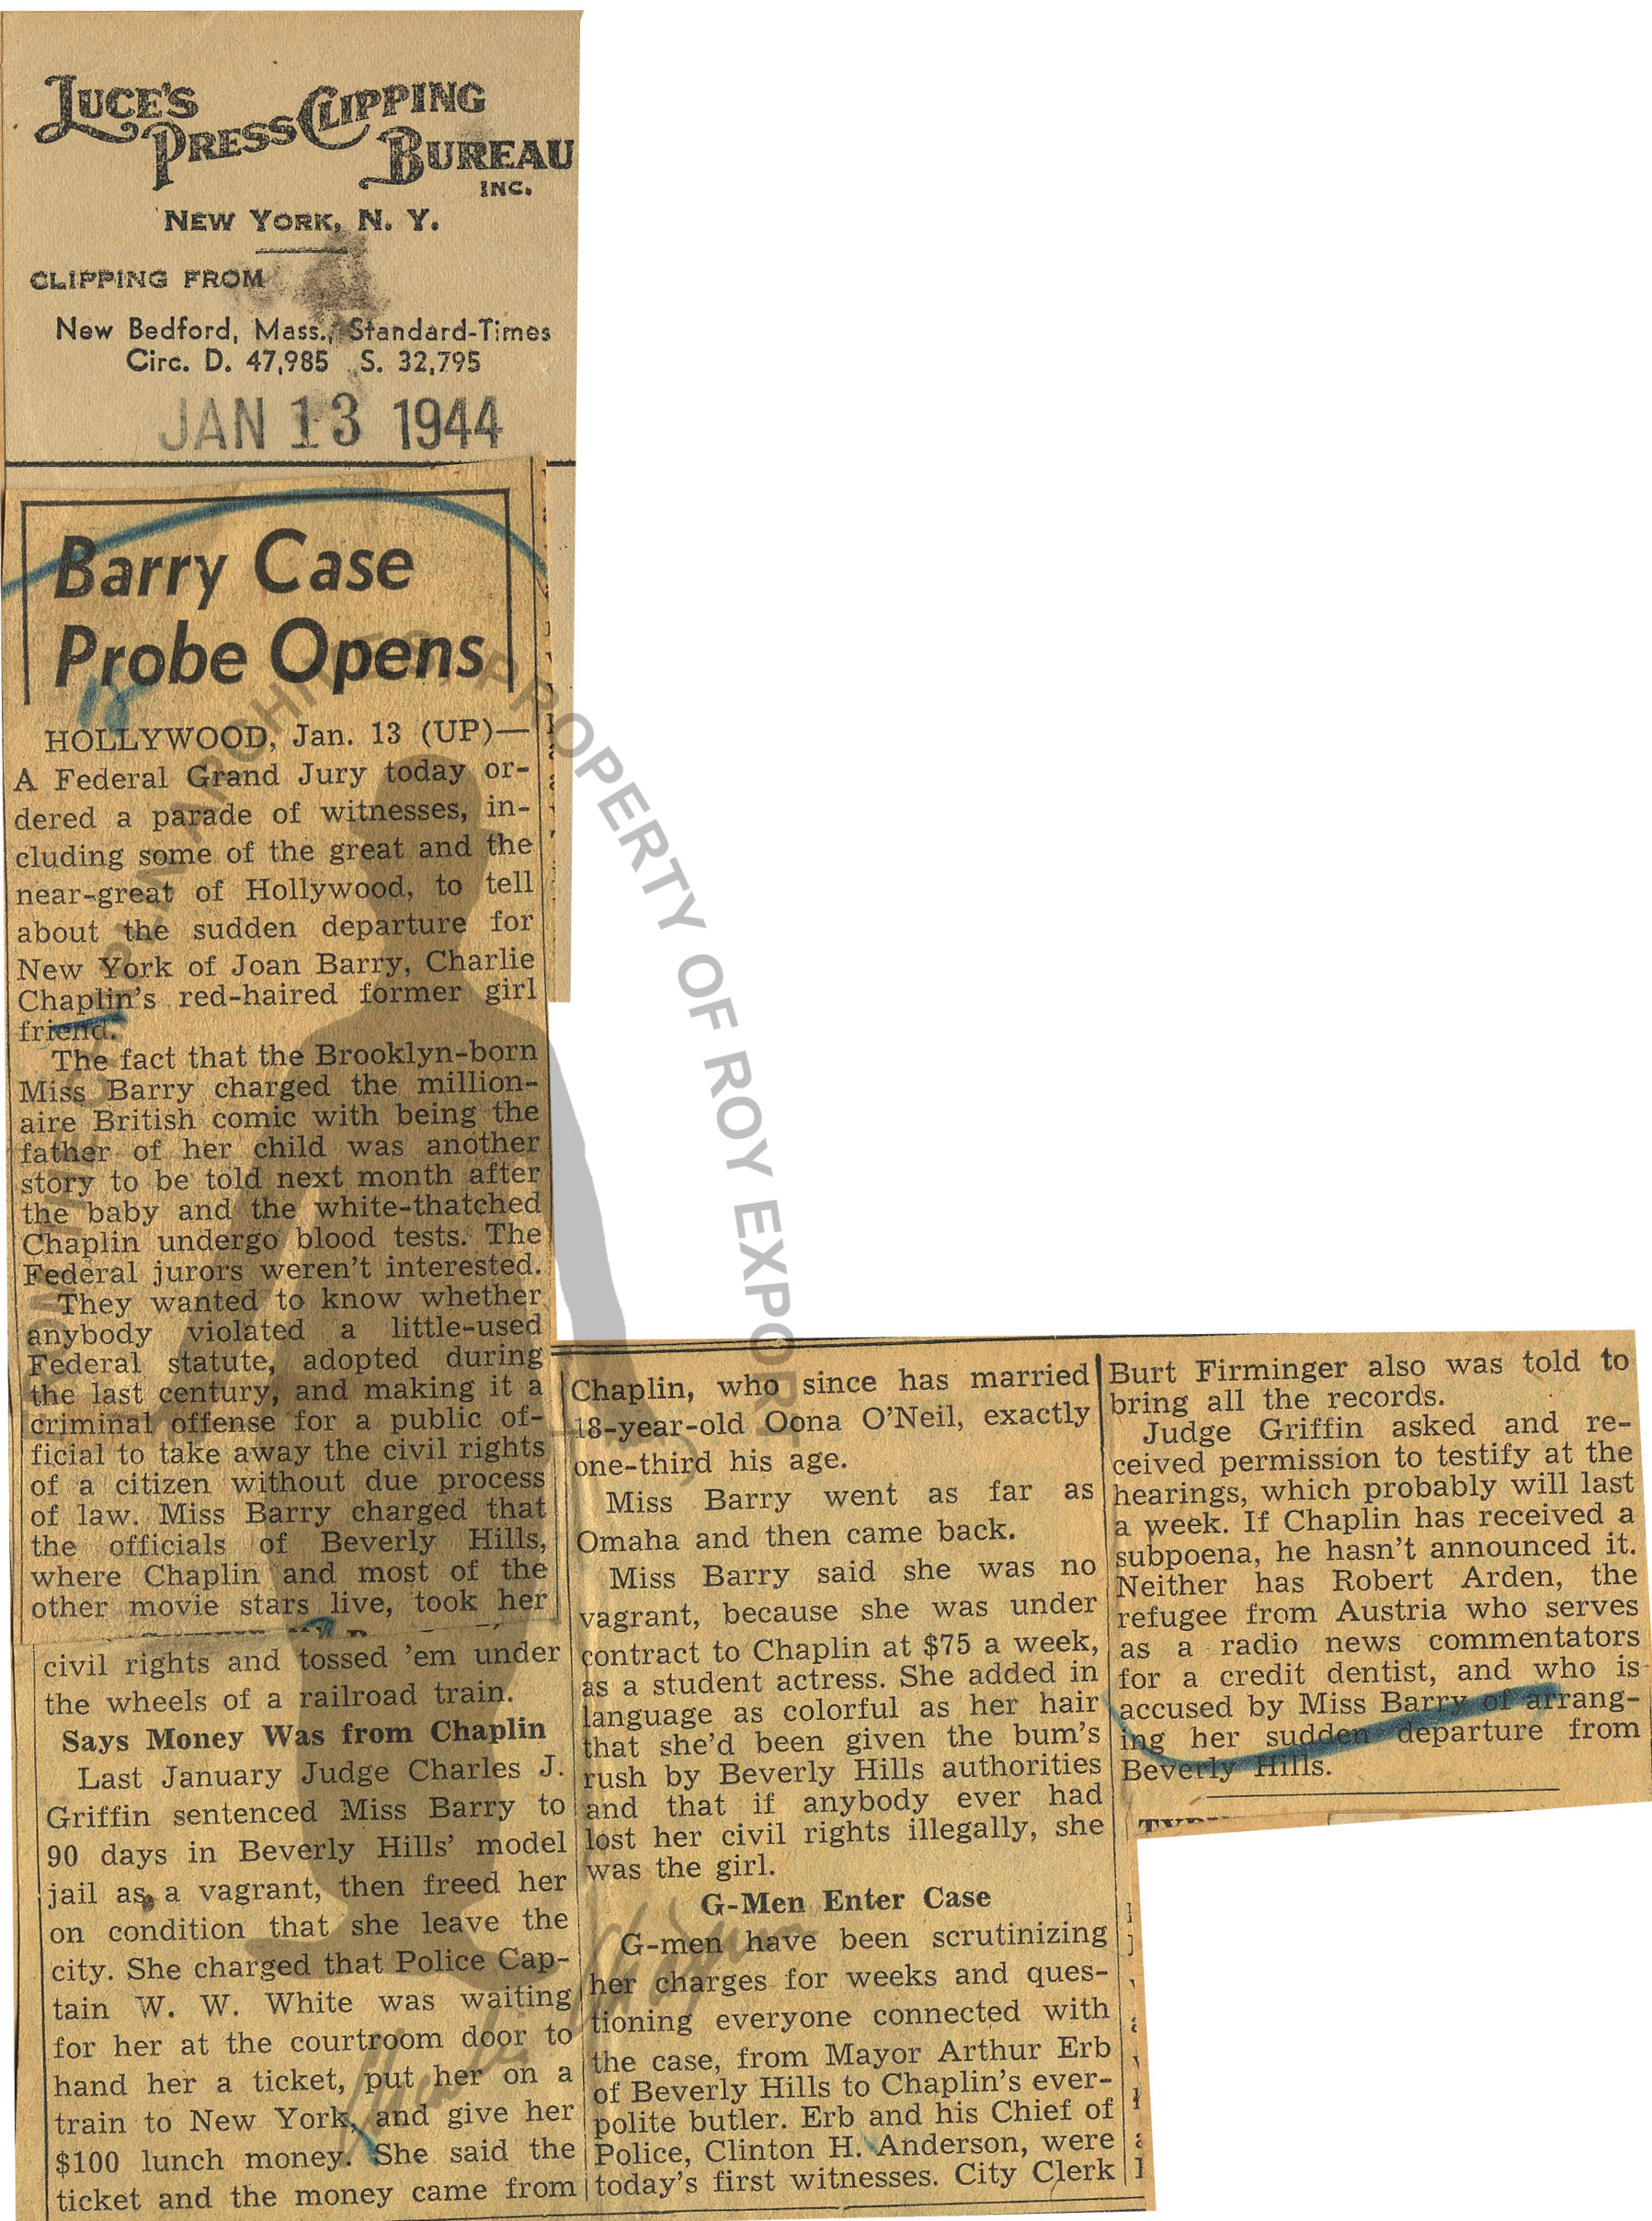 LUCE'S
PRESS CLIPPING
BUREAU
INC.
NEW YORK, N. Y.
CLIPPING FROM
New Bedford, Mass., Standard-Times
Circ. D. 47,985 S. 32,795
JAN 13 1944
Barry Case
Probe Opens
18
HOLLYWOOD, Jan. 13 (UP)—
A Federal Grand Jury today or-
dered a parade of witnesses, in-
cluding some of the great and the
near-great of Hollywood, to tell
about the sudden departure for
New York of Joan Barry, Charlie
Chaplin's red-haired former girl
friend.
The fact that the Brooklyn-born
Miss Barry charged the million-
aire British comic with being the
father of her child was another
story to be told next month after
the baby and the white-thatched
Chaplin undergo blood tests. The
Federal jurors weren't interested.
They wanted to know whether
anybody violated a little-used
Federal statute, adopted during
the last century, and making it a
criminal offense for a public of-
ficial to take away the civil rights
of a citizen without due process
of law. Miss Barry charged that
the officials of Beverly Hills,
where Chaplin and most of the
other movie stars live, took her
civil rights and tossed 'em under
the wheels of a railroad train.
Says Money Was from Chaplin
Last January Judge Charles J.
Griffin sentenced Miss Barry to
90 days in Beverly Hills' model
jail as a vagrant, then freed her
on condition that she leave the
city. She charged that Police Cap-
tain W. W. White was waiting
for her at the courtroom door to
hand her a ticket, put her on a
train to New York, and give her
$100 lunch money. She said the
ticket and the money came from
Chaplin, who since has married
18-year-old Oona O'Neil, exactly
one-third his age.
Miss Barry went as far as
Omaha and then came back.
Miss Barry said she was no
vagrant, because she was under
contract to Chaplin at $75 a week,
as a student actress. She added in
language as colorful as her hair
that she'd been given the bum's
rush by Beverly Hills authorities
and that if anybody ever had
lost her civil rights illegally, she
was the girl.
G-Men Enter Case
G-men have been scrutinizing
her charges for weeks and ques-
tioning everyone connected with
the case, from Mayor Arthur Erb
of Beverly Hills to Chaplin's ever-
polite butler. Erb and his Chief of
Police, Clinton H. Anderson, were
today's first witnesses. City Clerk
Burt Firminger also was told to
bring all the records.
Judge Griffin asked and re-
ceived permission to testify at the
hearings, which probably will last
a week. If Chaplin has received a
subpoena, he hasn't announced it.
Neither has Robert Arden, the
refugee from Austria who serves
as a radio news commentators
for a credit dentist, and who is
accused by Miss Barry of arrang-
ing her sudden departure from
Beverly Hills.
FROM THE CHAPLIN ARCHIVES, PROPERTY OF ROY EXPORT